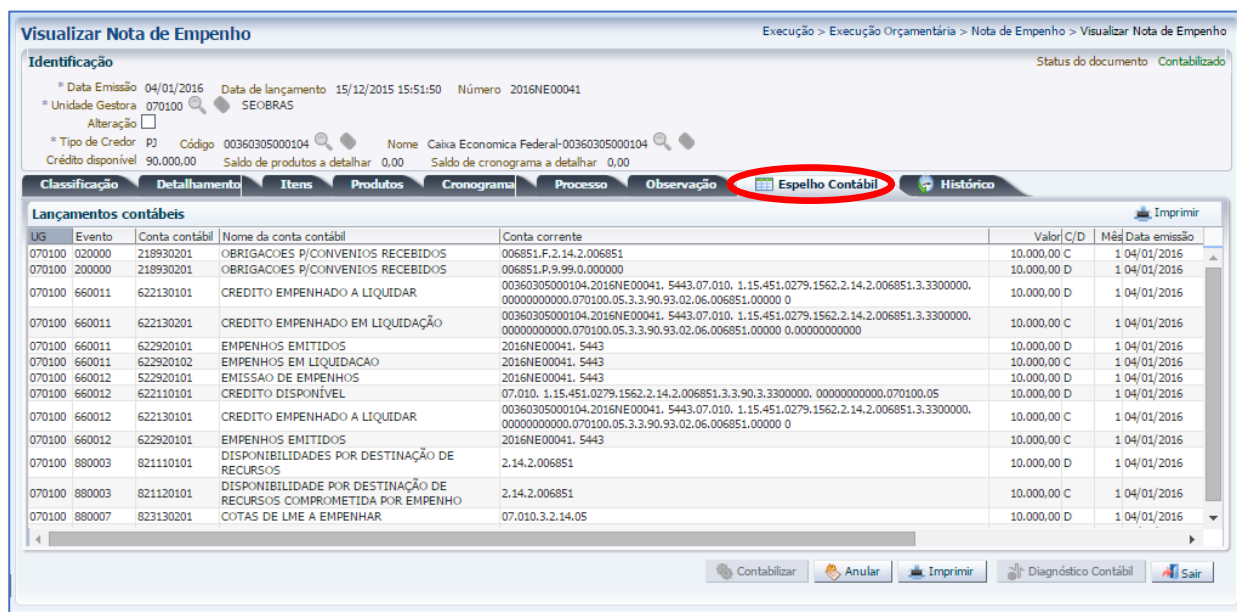 Visualizar Nota de Empenho
Execução > Execução Orçamentária > Nota de Empenho > Visualizar Nota de Empenho
Identificação
Status do documento Contabilizado
* Data Emissão 04/01/2016 Data de lançamento 15/12/2015 15:51:50 Número 2016NE00041
* Unidade Gestora 070100 SEOBRAS
Alteração
* Tipo de Credor PJ Código 00360305000104 Nome Caixa Economica Federal-00360305000104
Crédito disponível 90.000,00 Saldo de produtos a detalhar 0,00 Saldo de cronograma a detalhar 0,00
Classificação Detalhamento Itens Produtos Cronograma Processo Observação Espelho Contábil Histórico
Lançamentos contábeis
Imprimir
UG Evento Conta contábil Nome da conta contábil Conta corrente Valor C/D Mês Data emissão
070100 020000 218930201 OBRIGACOES P/CONVENIOS RECEBIDOS 006851.F.2.14.2.006851 10.000,00 C 1 04/01/2016
070100 200000 218930201 OBRIGACOES P/CONVENIOS RECEBIDOS 006851.P.9.99.0.000000 10.000,00 D 1 04/01/2016
070100 660011 622130101 CREDITO EMPENHADO A LIQUIDAR 00360305000104.2016NE00041. 5443.07.010. 1.15.451.0279.1562.2.14.2.006851.3.3300000. 10.000,00 D 1 04/01/2016
00000000000.070100.05.3.3.90.93.02.06.006851.00000 0
070100 660011 622130201 CREDITO EMPENHADO EM LIQUIDAÇÃO 00360305000104.2016NE00041. 5443.07.010. 1.15.451.0279.1562.2.14.2.006851.3.3300000. 10.000,00 C 1 04/01/2016
00000000000.070100.05.3.3.90.93.02.06.006851.00000 0.00000000000
070100 660011 622920101 EMPENHOS EMITIDOS 2016NE00041. 5443 10.000,00 D 1 04/01/2016
070100 660011 622920102 EMPENHOS EM LIQUIDACAO 2016NE00041. 5443 10.000,00 C 1 04/01/2016
070100 660012 522920101 EMISSAO DE EMPENHOS 2016NE00041. 5443 10.000,00 D 1 04/01/2016
070100 660012 622110101 CREDITO DISPONÍVEL 07.010. 1.15.451.0279.1562.2.14.2.006851.3.3.90.3.3300000. 00000000000.070100.05 10.000,00 D 1 04/01/2016
070100 660012 622130101 CREDITO EMPENHADO A LIQUIDAR 00360305000104.2016NE00041. 5443.07.010. 1.15.451.0279.1562.2.14.2.006851.3.3300000. 10.000,00 C 1 04/01/2016
00000000000.070100.05.3.3.90.93.02.06.006851.00000 0
070100 660012 622920101 EMPENHOS EMITIDOS 2016NE00041. 5443 10.000,00 C 1 04/01/2016
070100 880003 821110101 DISPONIBILIDADES POR DESTINAÇÃO DE 2.14.2.006851 10.000,00 D 1 04/01/2016
RECURSOS
070100 880003 821120101 DISPONIBILIDADE POR DESTINAÇÃO DE 2.14.2.006851 10.000,00 C 1 04/01/2016
RECURSOS COMPROMETIDA POR EMPENHO
070100 880007 823130201 COTAS DE LME A EMPENHAR 07.010.3.2.14.05 10.000,00 D 1 04/01/2016
Contabilizar Anular Imprimir Diagnóstico Contábil Sair